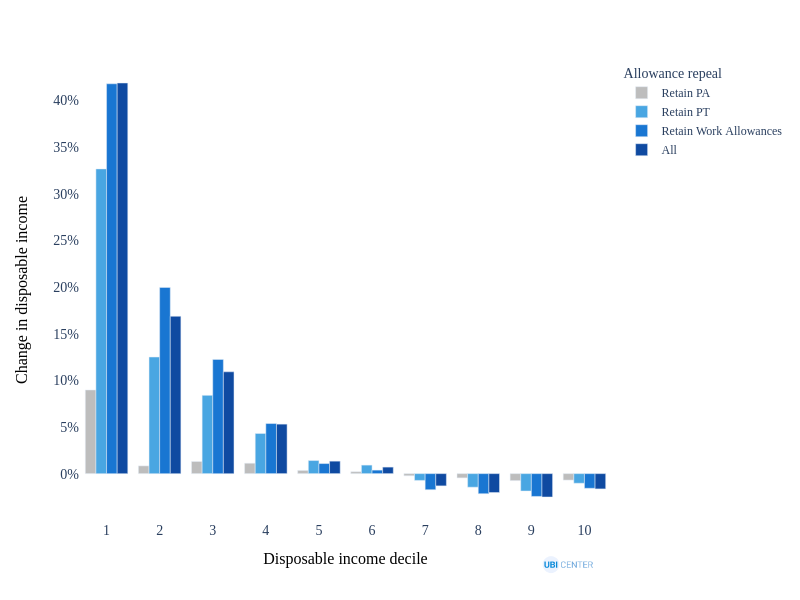 Allowance repeal
Retain PA
Retain PT
Retain Work Allowances
All
Change in disposable income
40%
35%
30%
25%
20%
15%
10%
5%
0%
1 2 3 4 5 6 7 8 9 10
Disposable income decile
UBI CENTER